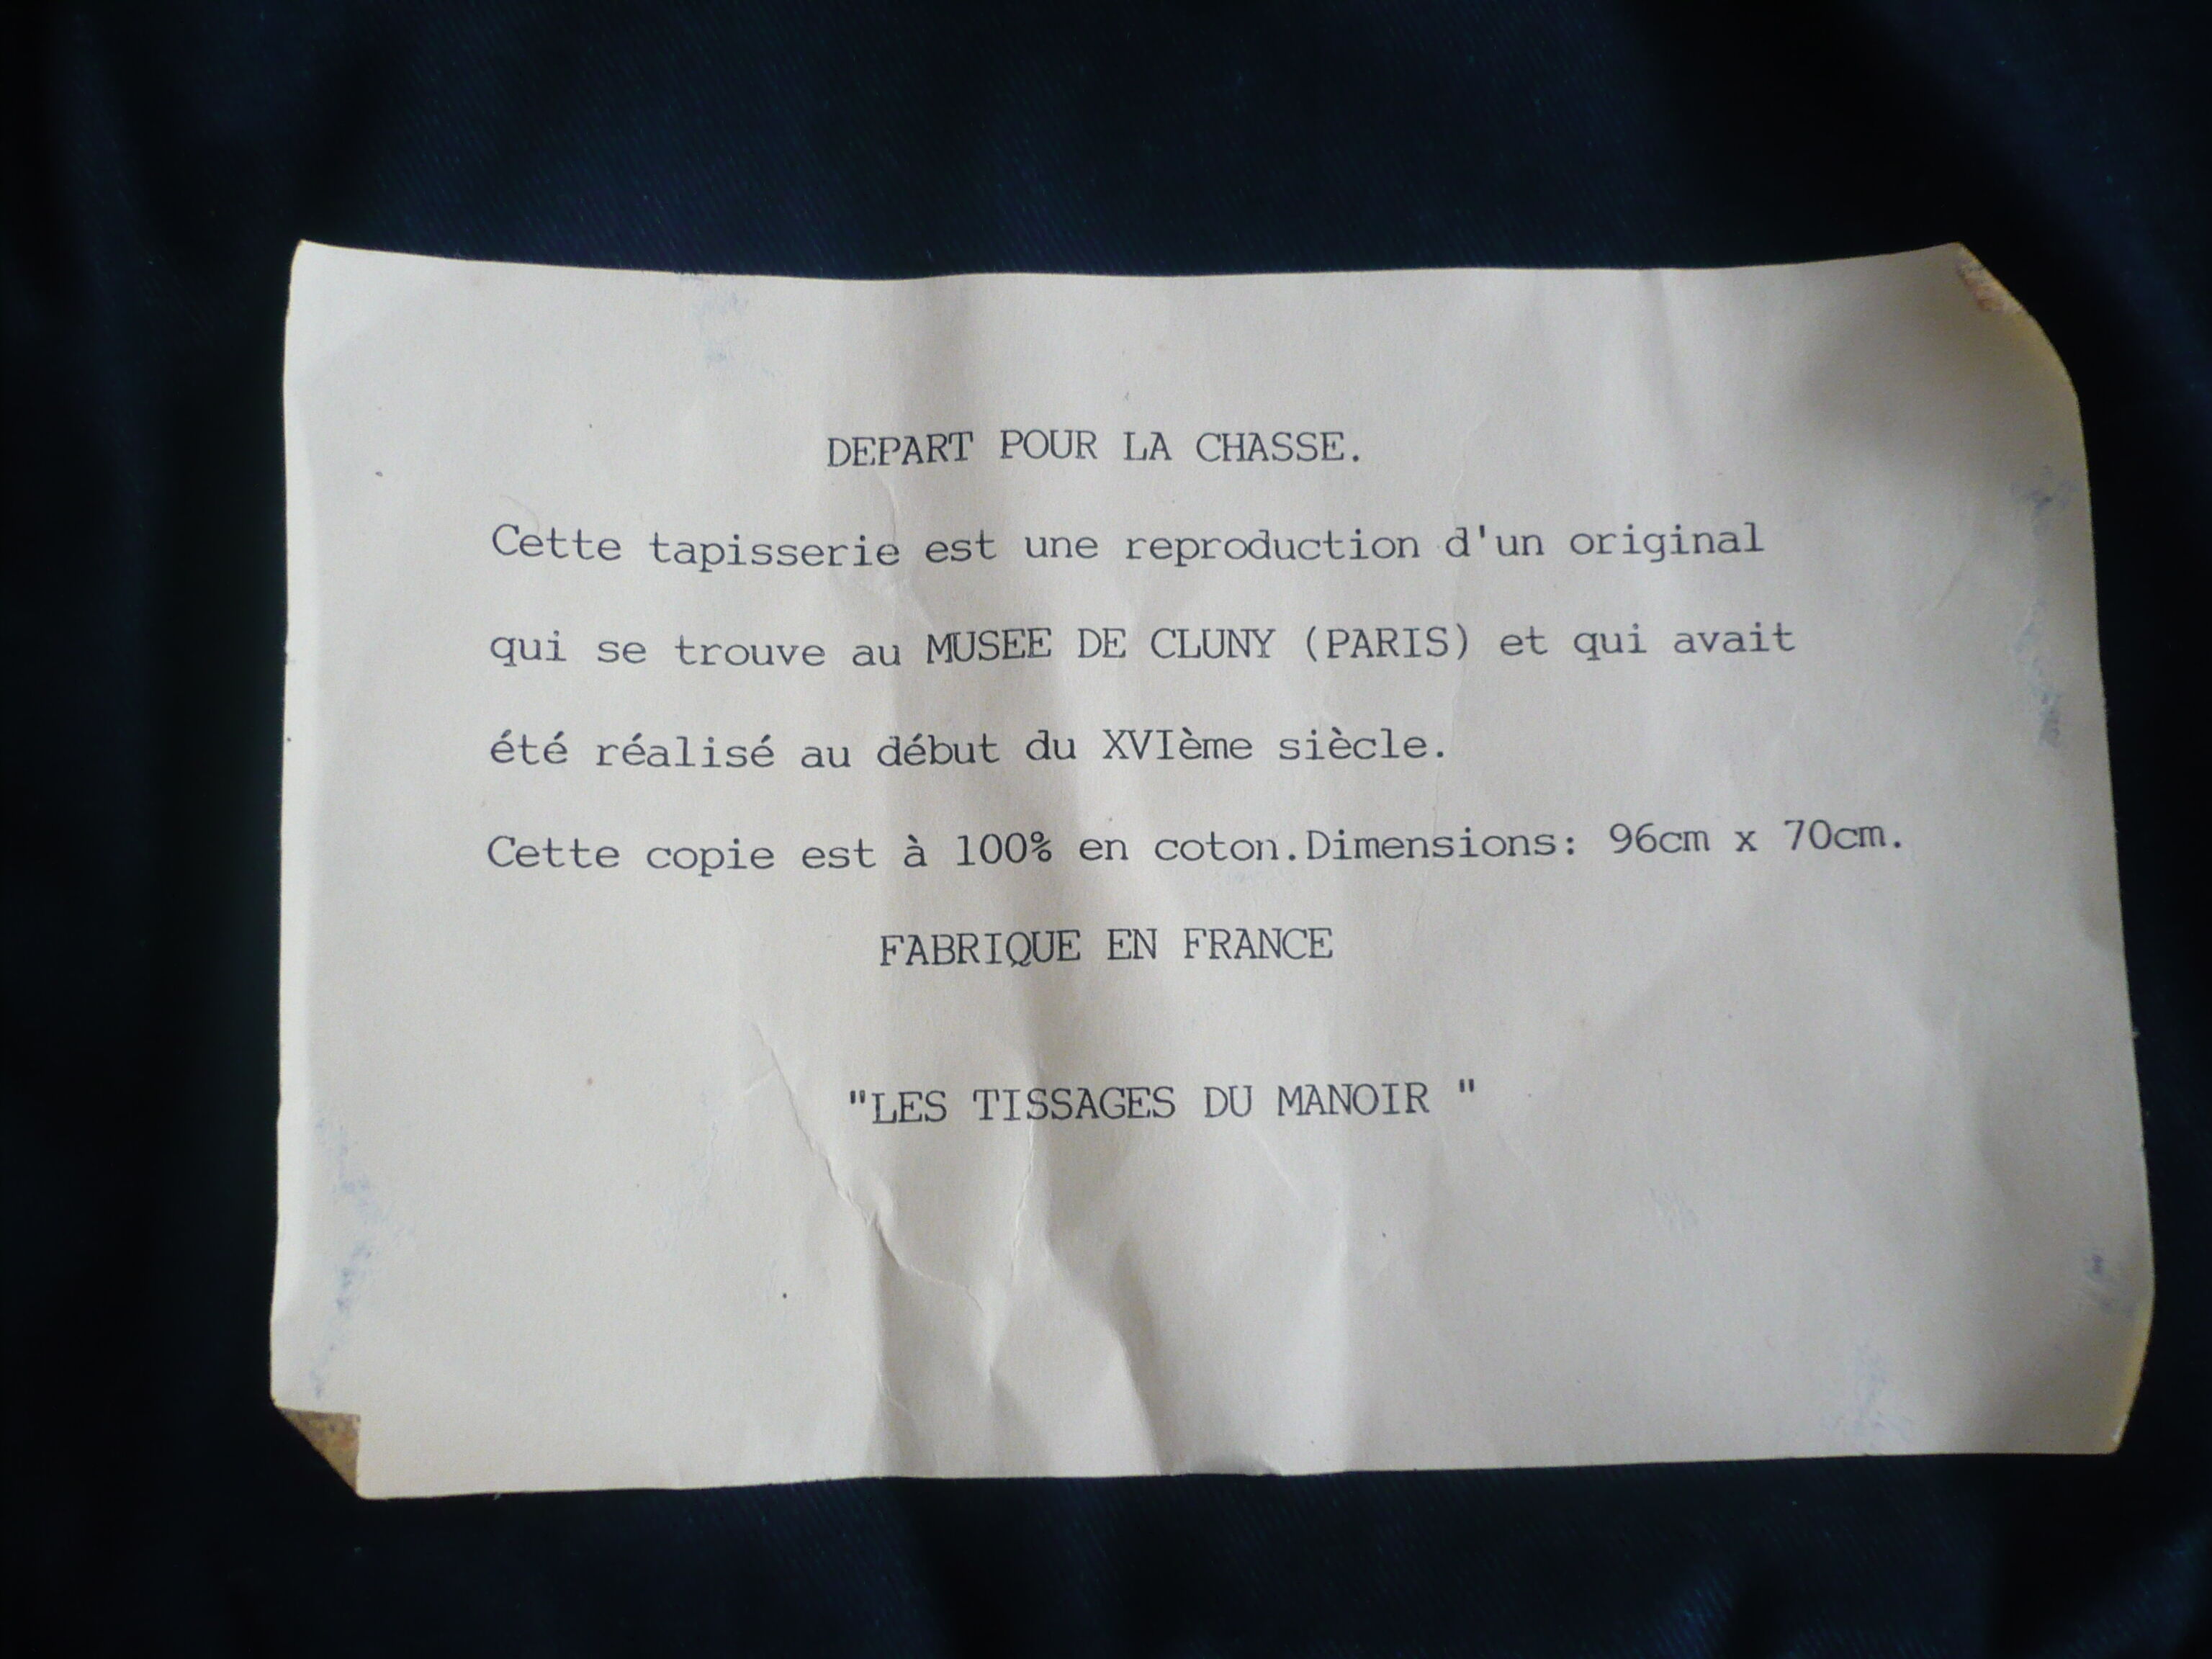 DEPART POUR LA CHASSE.
Cette tapisserie est une reproduction d'un original
qui se trouve au MUSEE DE CLUNY (PARIS) et qui avait
été réalisé au début du XVIème siècle.
Cette copie est à 100% en coton.Dimensions: 96cm x 70cm.
FABRIQUE EN FRANCE
"LES TISSAGES DU MANOIR "